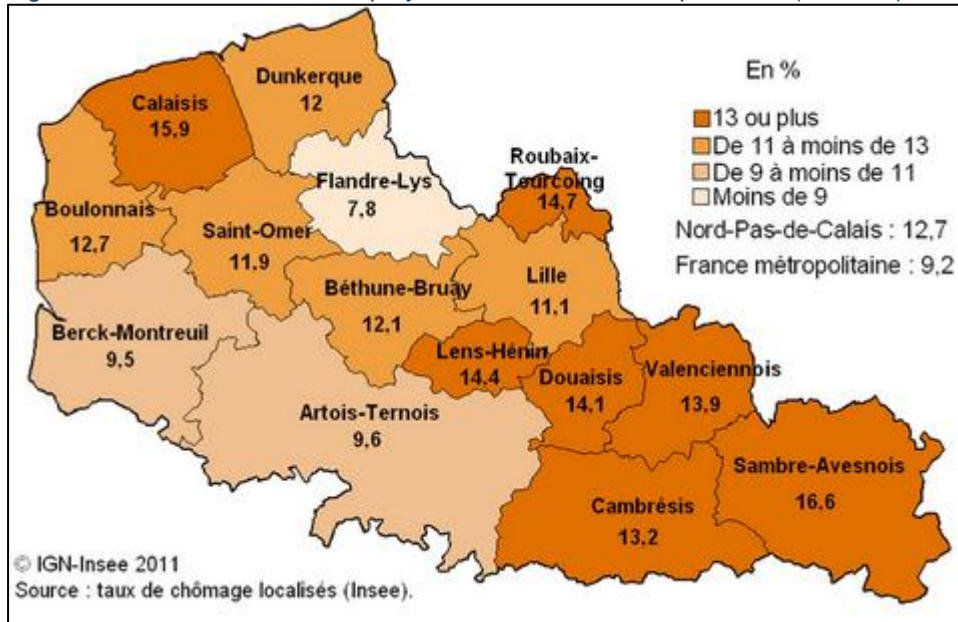 Dunkerque
12
Calaisis
15,9
Flandre-Lys
7,8
Roubaix-
Tourcoing
14,7
Boulonnais
12,7
Saint-Omer
11,9
Béthune-Bruay
12,1
Lille
11,1
Berck-Montreuil
9,5
Lens-Hénin
14,4
Douaisis
14,1
Valenciennois
13,9
Artois-Ternois
9,6
Cambrésis
13,2
Sambre-Avesnois
16,6
En %
13 ou plus
De 11 à moins de 13
De 9 à moins de 11
Moins de 9
Nord-Pas-de-Calais : 12,7
France métropolitaine : 9,2
© IGN-Insee 2011
Source : taux de chômage localisés (Insee).